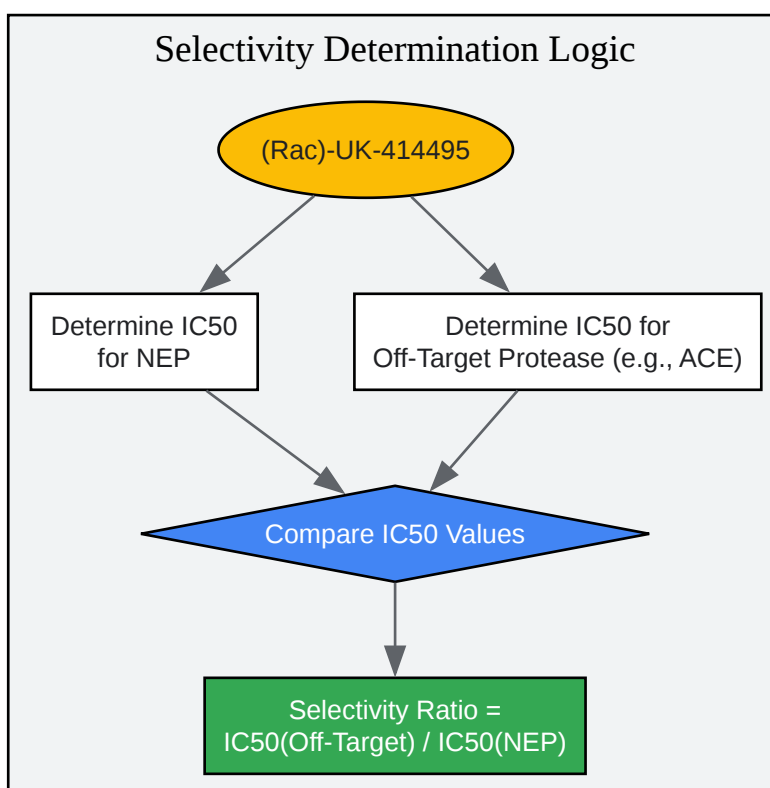 Selectivity Determination Logic
(Rac)-UK-414495
Determine IC50
for NEP
Determine IC50 for
Off-Target Protease (e.g., ACE)
Compare IC50 Values
Selectivity Ratio =
IC50(Off-Target) / IC50(NEP)